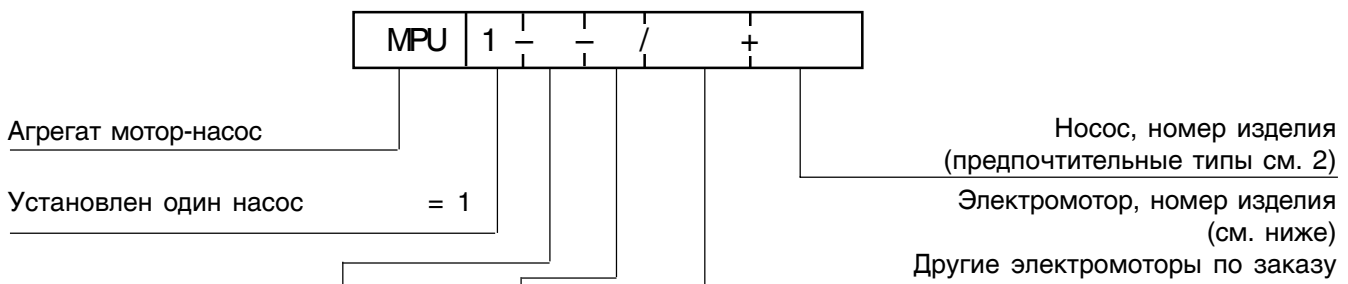 MPU 1 – – / +
Агрегат мотор-насос
Носос, номер изделия
(предпочтительные типы см. 2)
Установлен один насос = 1
Электромотор, номер изделия
(см. ниже)
Другие электромоторы по заказу